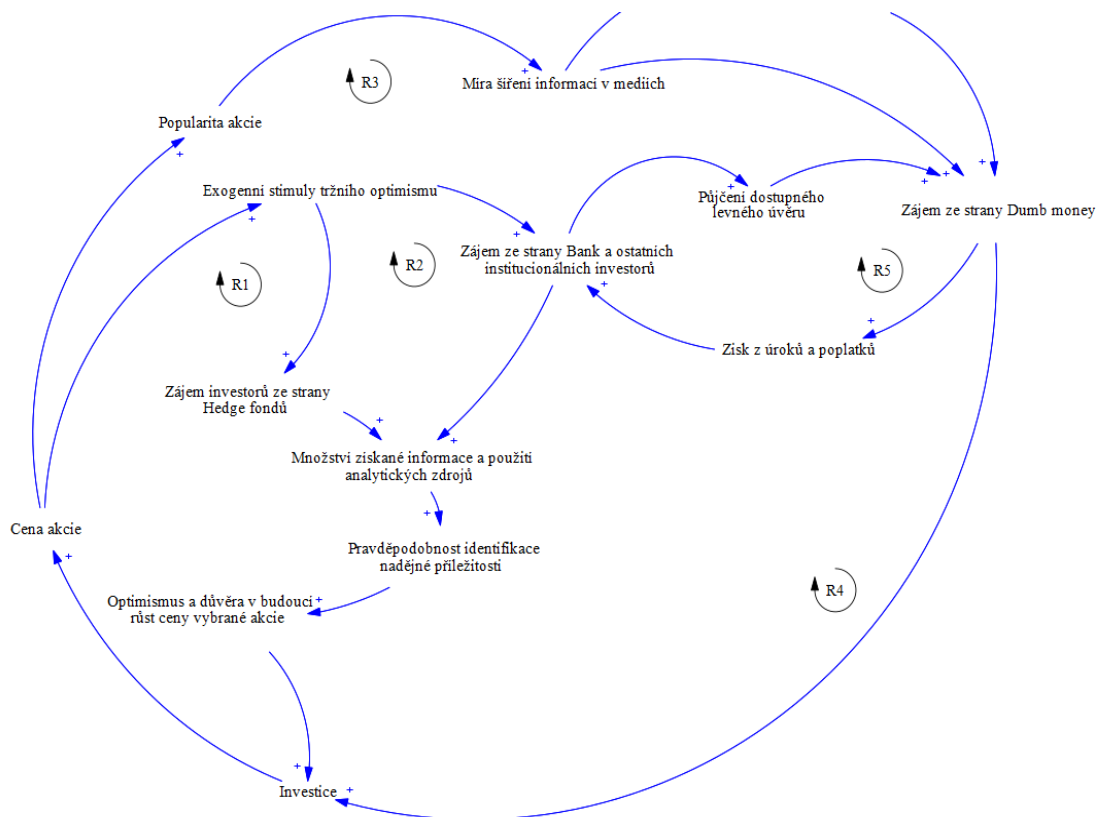 R3
Míra šíření informací v mediich
Popularita akcie
Exogenní stimuly tržního optimismu
Půjčení dostupného
levného úvěru
Zájem ze strany Dumb money
R2
Zájem ze strany Bank a ostatních
institucionálních investorů
R5
R1
Zisk z úroků a poplatků
Zájem investorů ze strany
Hedge fondů
Množství získané informace a použití
analytických zdrojů
Cena akcie
Pravděpodobnost identifikace
nadějné příležitosti
R4
Optimismus a důvěra v budoucí
růst ceny vybrané akcie
Investice